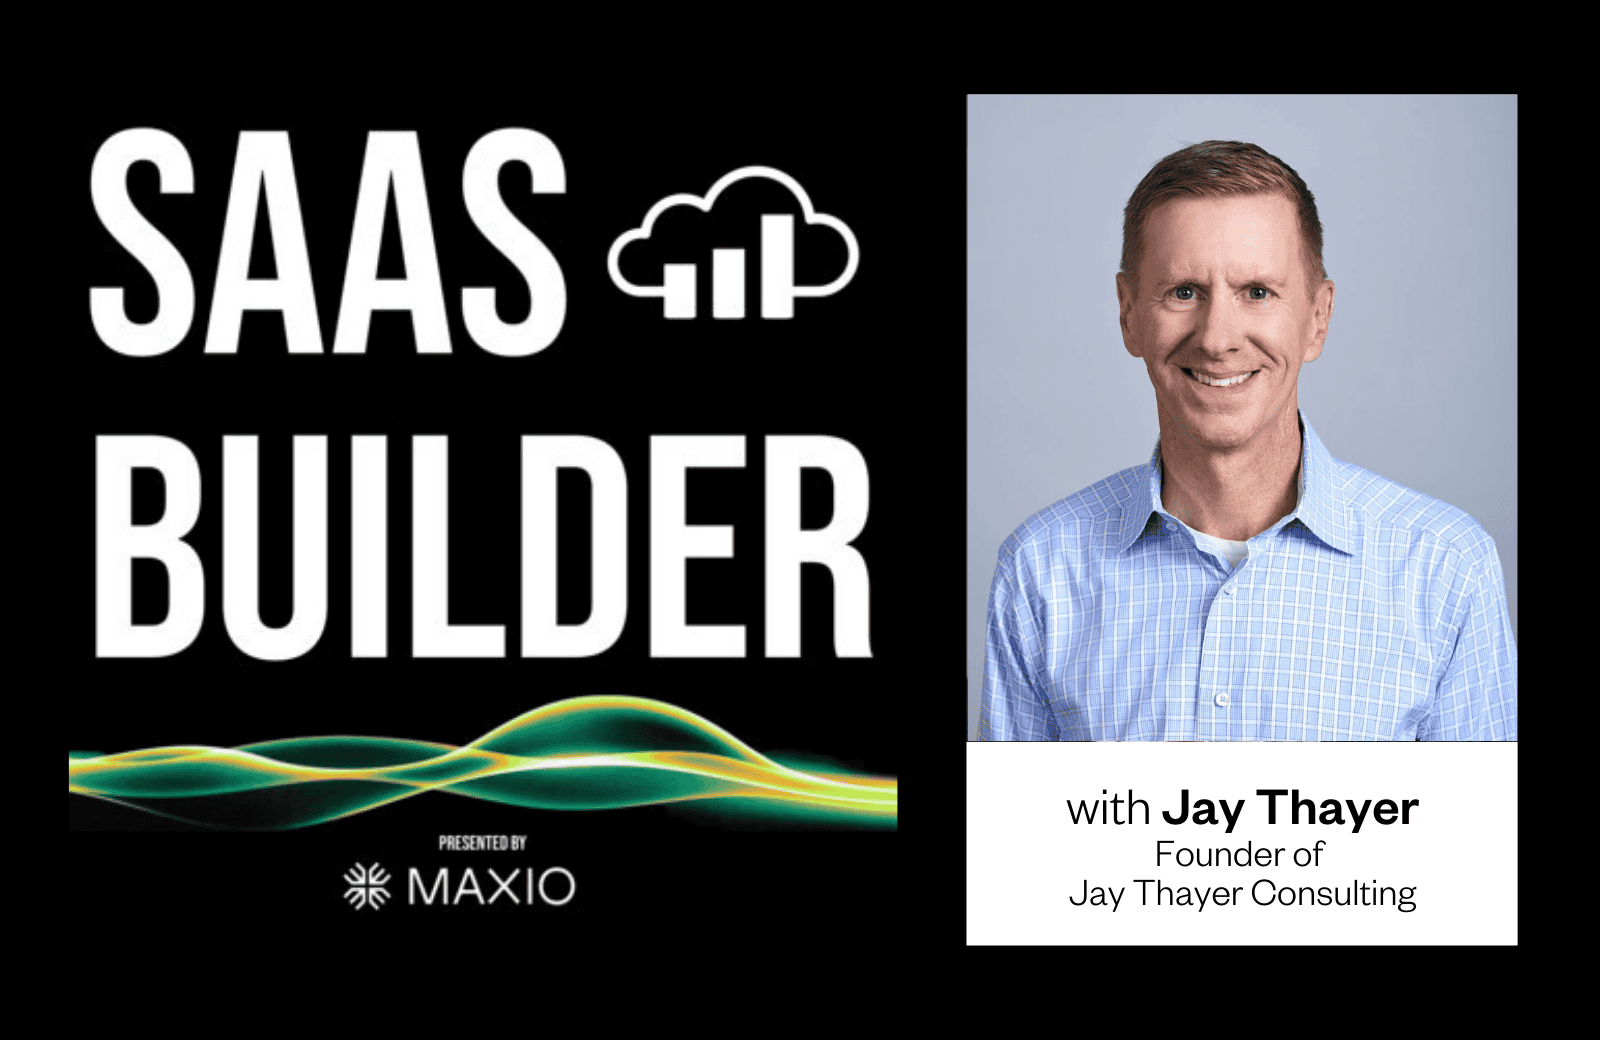 SAAS
BUILDER
PRESENTED BY
MAXIO
with Jay Thayer
Founder of
Jay Thayer Consulting